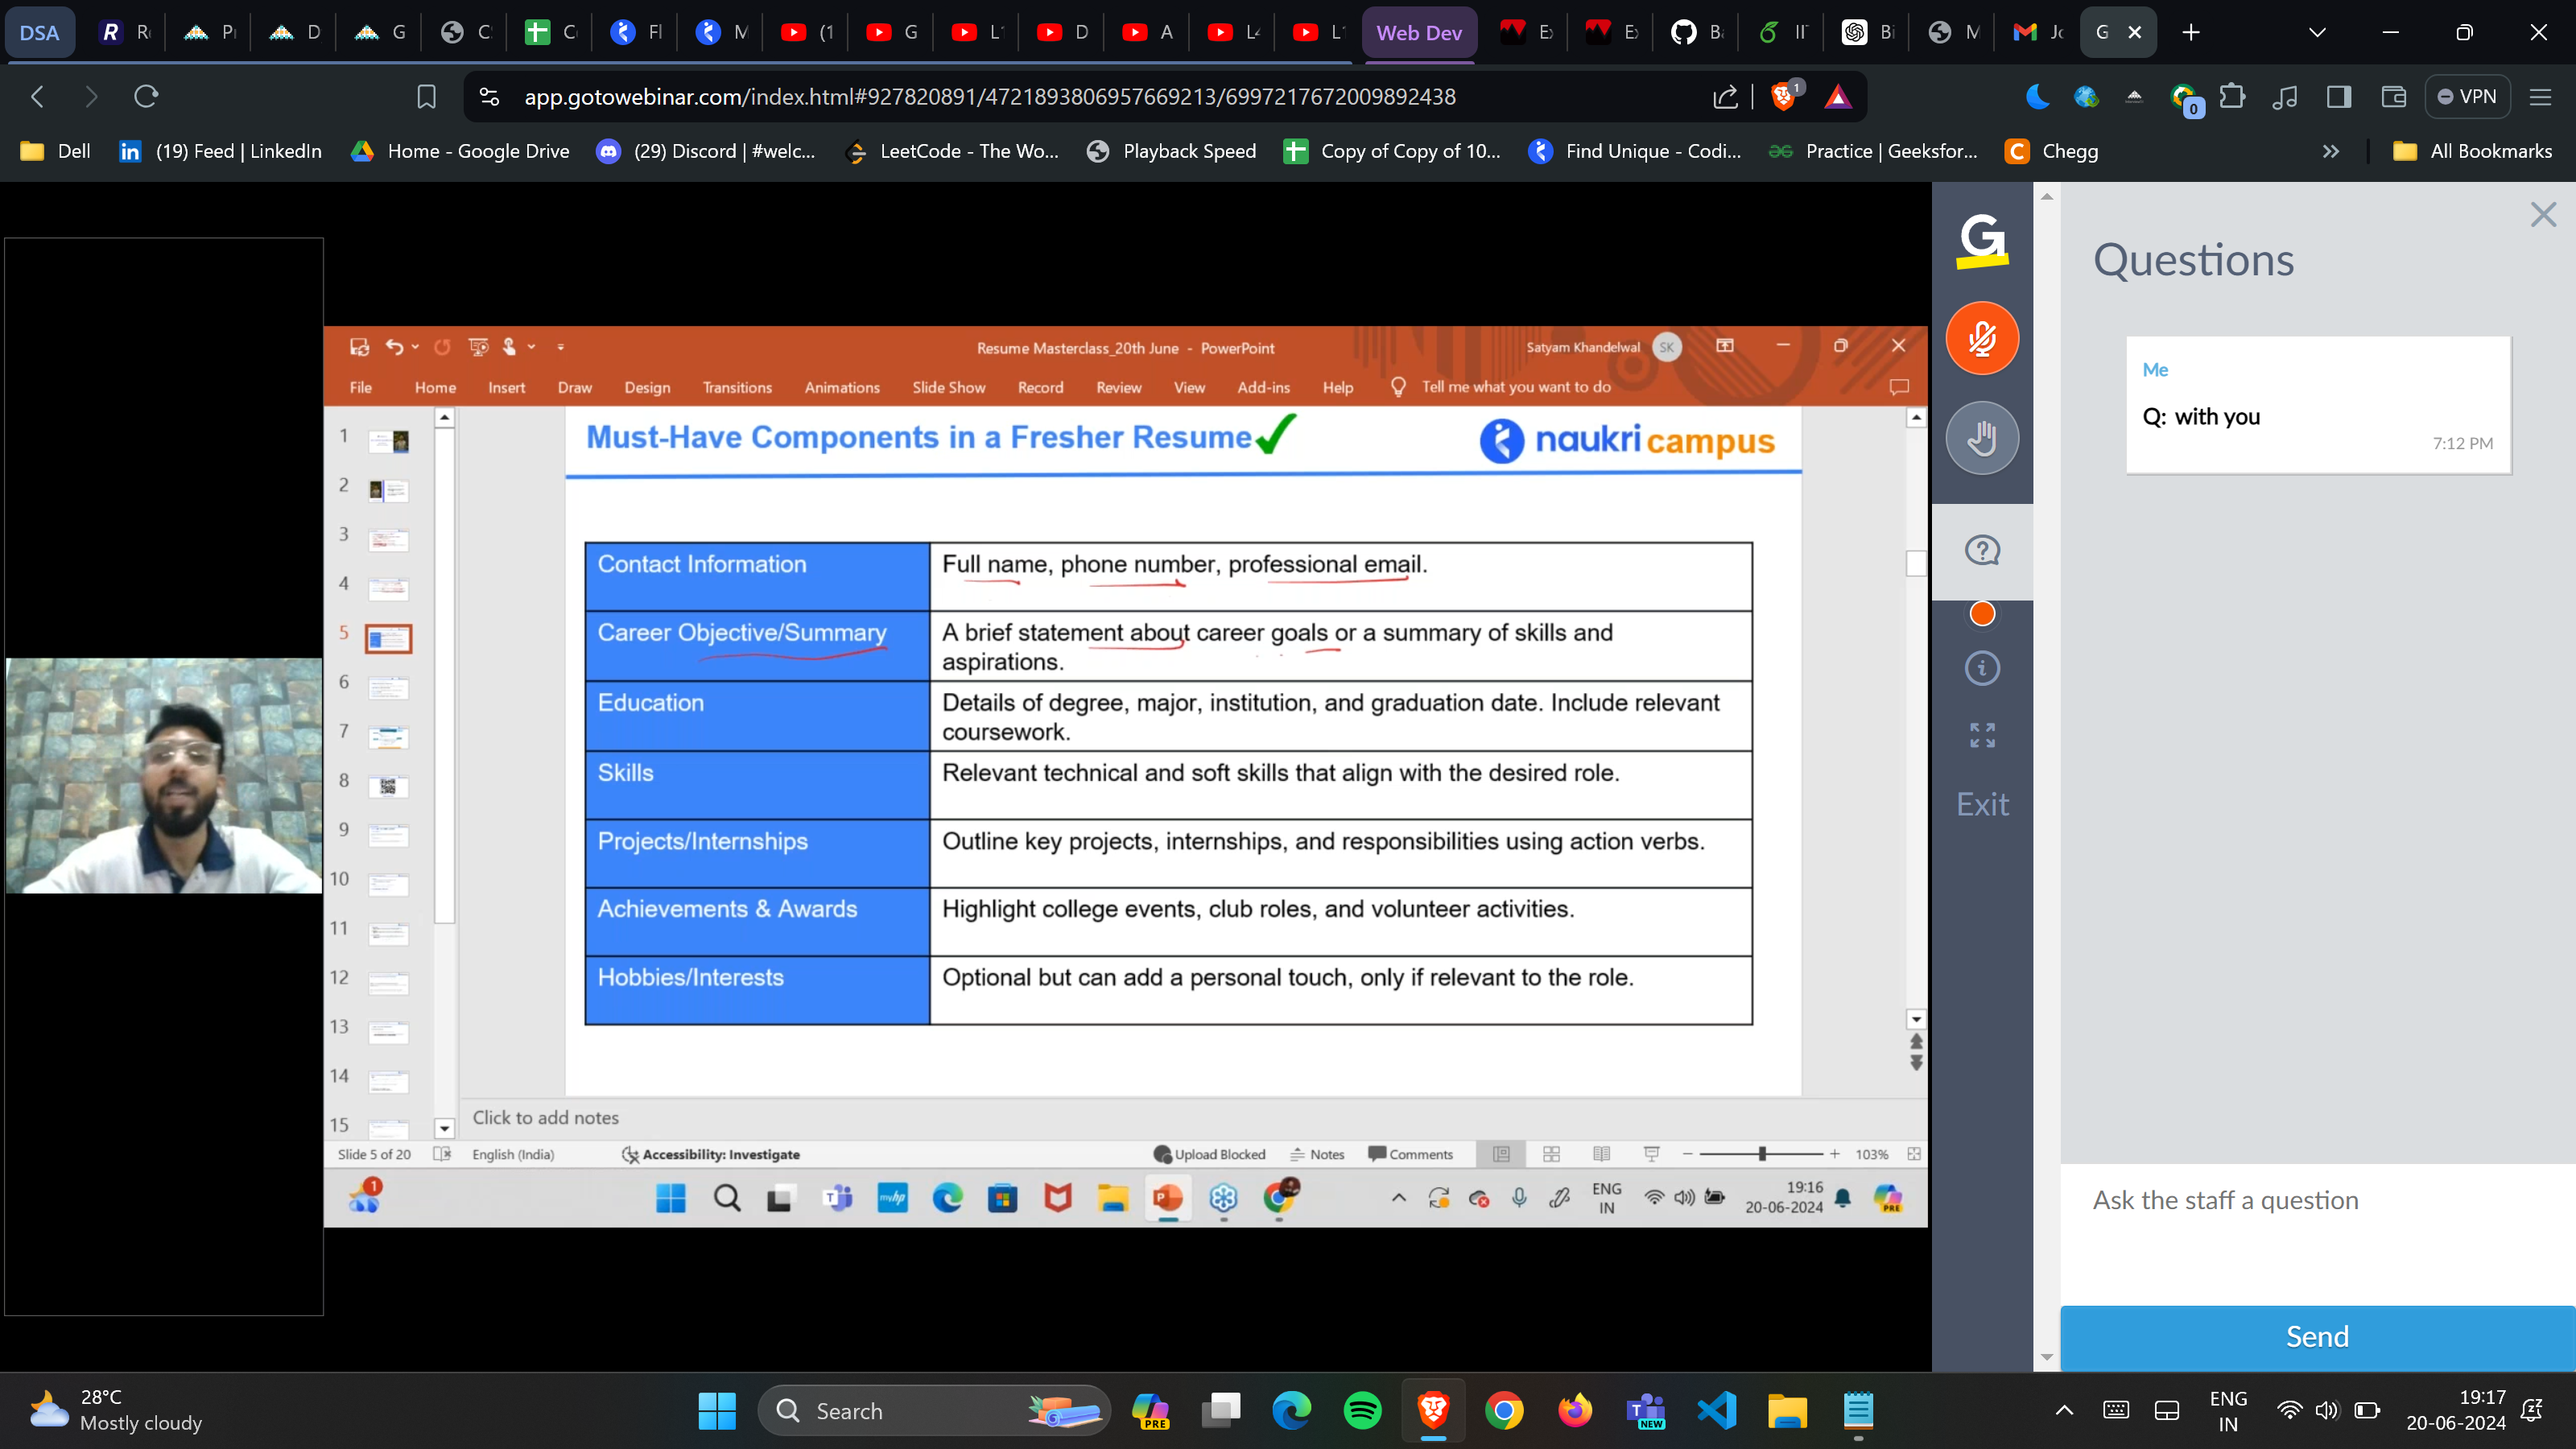 DSA
Web Dev
app.gotowebinar.com/index.html#927820891/4721893806957669213/6997217672009892438
1
0
VPN
Dell
(19) Feed | LinkedIn
Home - Google Drive
(29) Discord | #welc...
LeetCode - The Wo...
Playback Speed
Copy of Copy of 10...
Find Unique - Codi...
Practice | Geeksfor...
Chegg
All Bookmarks
Resume Masterclass_20th June - PowerPoint
Satyam Khandelwal
SK
File Home Insert Draw Design Transitions Animations Slide Show Record Review View Add-ins Help Tell me what you want to do
1
2
3
4
5
6
7
8
9
10
11
12
13
14
15
Must-Have Components in a Fresher Resume
naukri campus
Contact Information
Full name, phone number, professional email.
Career Objective/Summary
A brief statement about career goals or a summary of skills and
aspirations.
Education
Details of degree, major, institution, and graduation date. Include relevant
coursework.
Skills
Relevant technical and soft skills that align with the desired role.
Projects/Internships
Outline key projects, internships, and responsibilities using action verbs.
Achievements & Awards
Highlight college events, club roles, and volunteer activities.
Hobbies/Interests
Optional but can add a personal touch, only if relevant to the role.
Click to add notes
Slide 5 of 20
English (India)
Accessibility: Investigate
Upload Blocked
Notes
Comments
103%
1
ENG
IN
19:16
20-06-2024
PRE
Exit
Questions
Me
Q: with you
7:12 PM
Ask the staff a question
Send
28°C
Mostly cloudy
Search
PRE
NEW
ENG
IN
19:17
20-06-2024